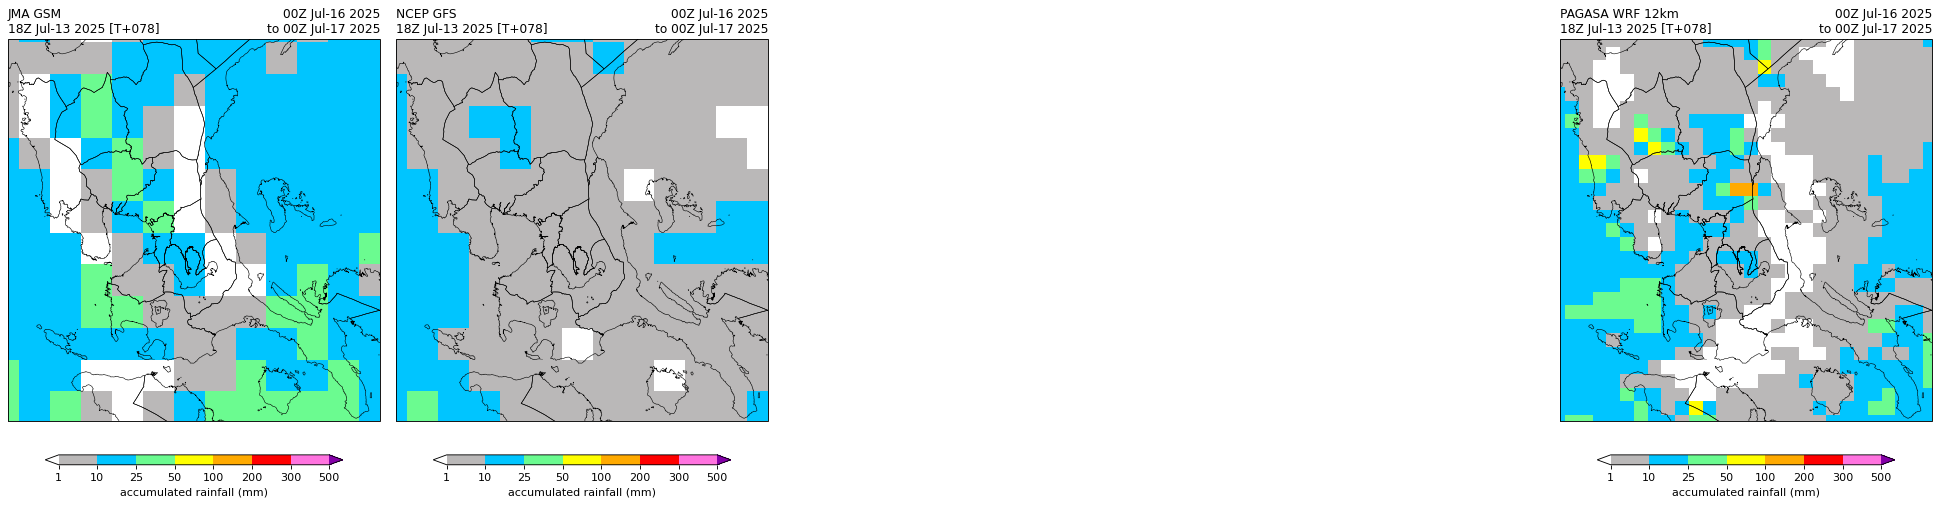 JMA GSM 00Z Jul-16 2025
18Z Jul-13 2025 [T+078] to 00Z Jul-17 2025
NCEP GFS 00Z Jul-16 2025
18Z Jul-13 2025 [T+078] to 00Z Jul-17 2025
PAGASA WRF 12km 00Z Jul-16 2025
18Z Jul-13 2025 [T+078] to 00Z Jul-17 2025
1 10 25 50 100 200 300 500
accumulated rainfall (mm)
1 10 25 50 100 200 300 500
accumulated rainfall (mm)
1 10 25 50 100 200 300 500
accumulated rainfall (mm)